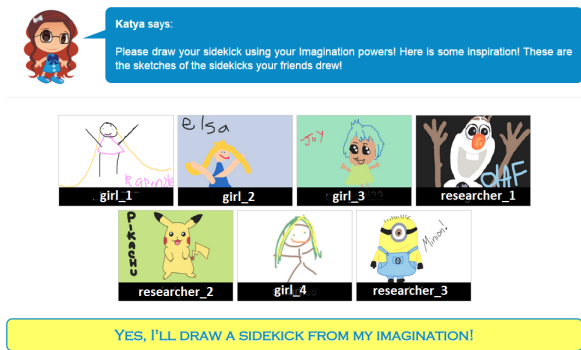 Katya says:
Please draw your sidekick using your Imagination powers! Here is some inspiration! These are
the sketches of the sidekicks your friends drew!
Rapunzle
girl_1
elsa
girl_2
JOY
girl_3
OLAF
researcher_1
PIKACHU
researcher_2
girl_4
Minion!
researcher_3
YES, I'LL DRAW A SIDEKICK FROM MY IMAGINATION!